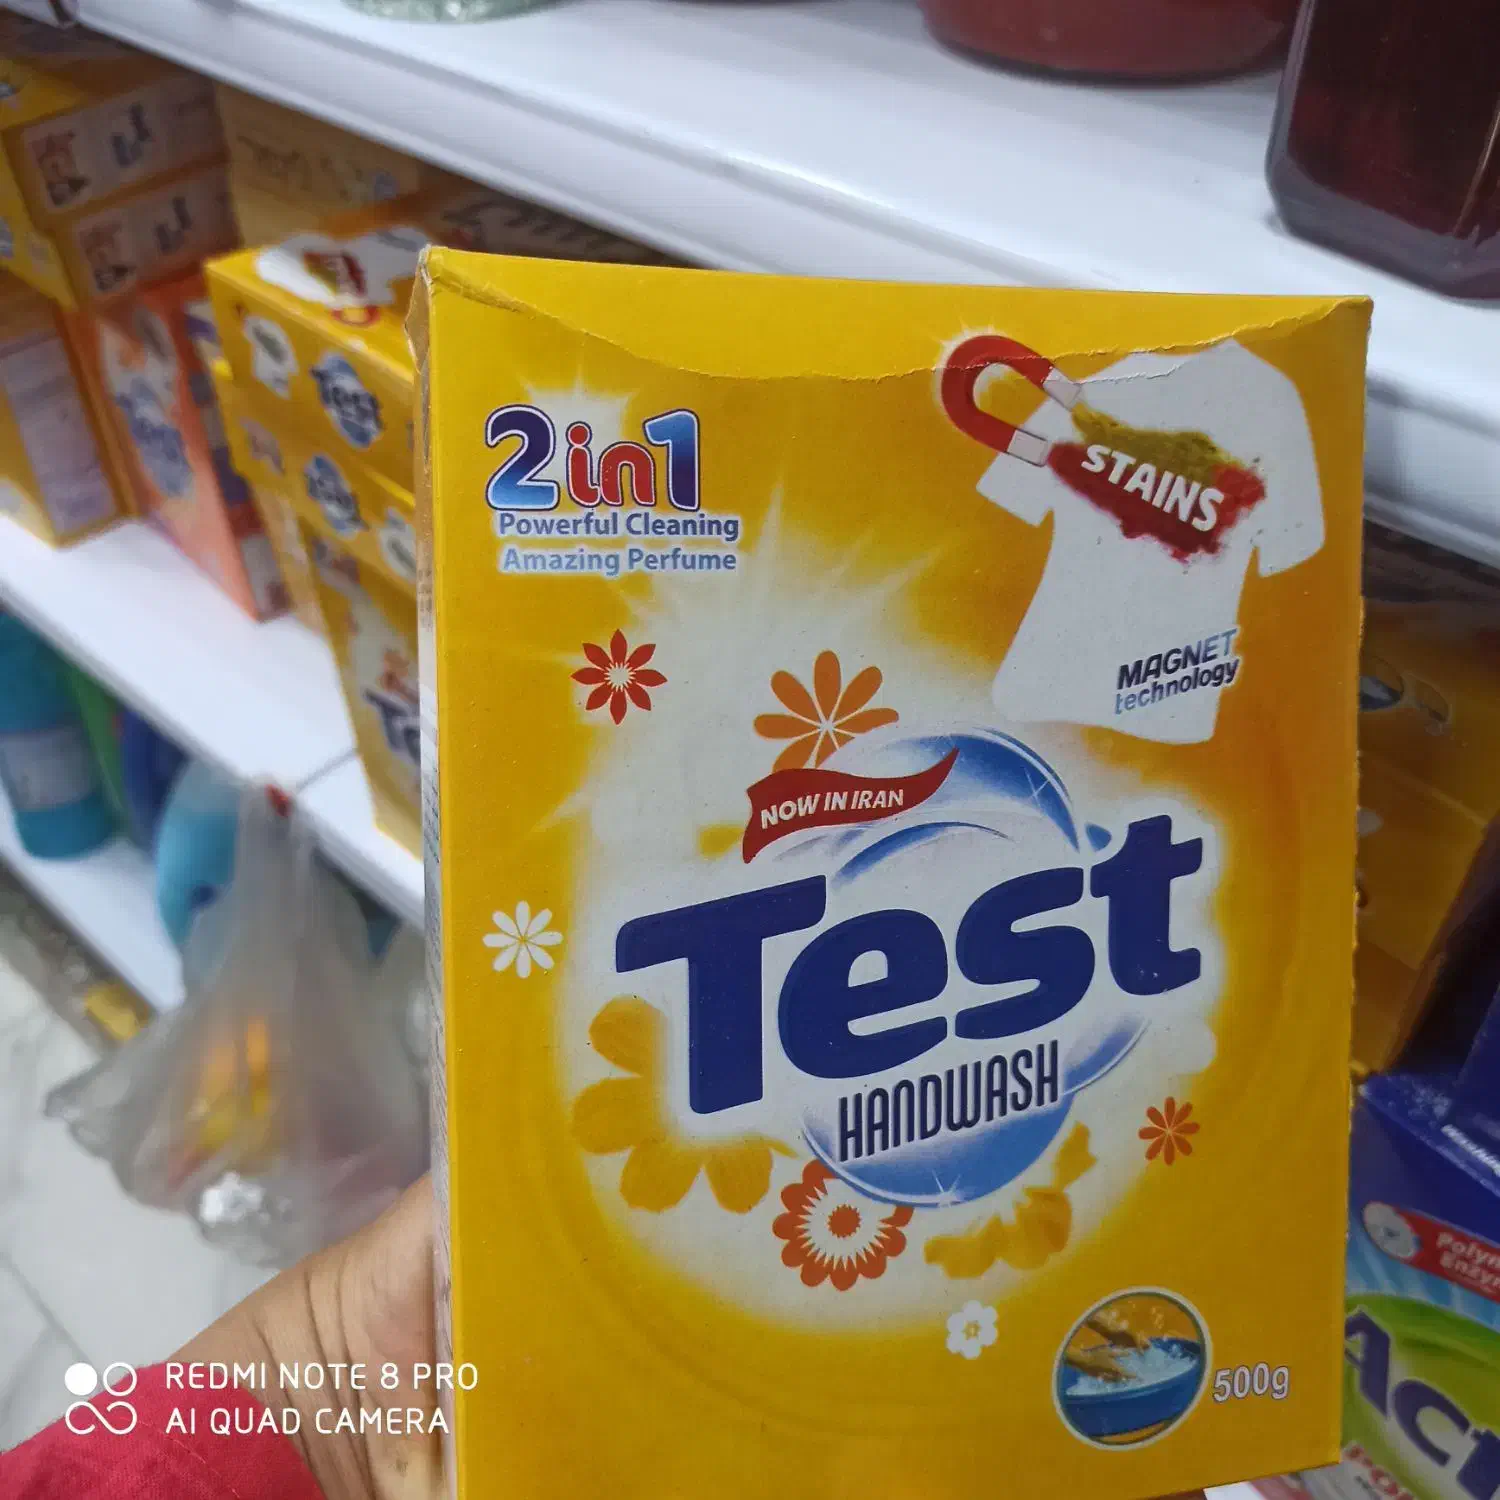 2in1
Powerful Cleaning
Amazing Perfume
STAINS
MAGNET
technology
NOW IN IRAN
Test
HANDWASH
500g
Test
REDMI NOTE 8 PRO
AI QUAD CAMERA